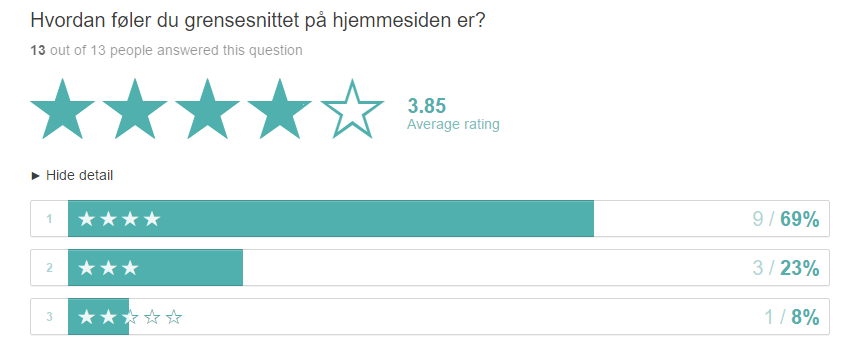 Hvordan føler du grensesnittet på hjemmesiden er?
13 out of 13 people answered this question
3.85
Average rating
► Hide detail
1 ★★★★ 9 / 69%
2 ★★★ 3 / 23%
3 ★★☆☆☆ 1 / 8%